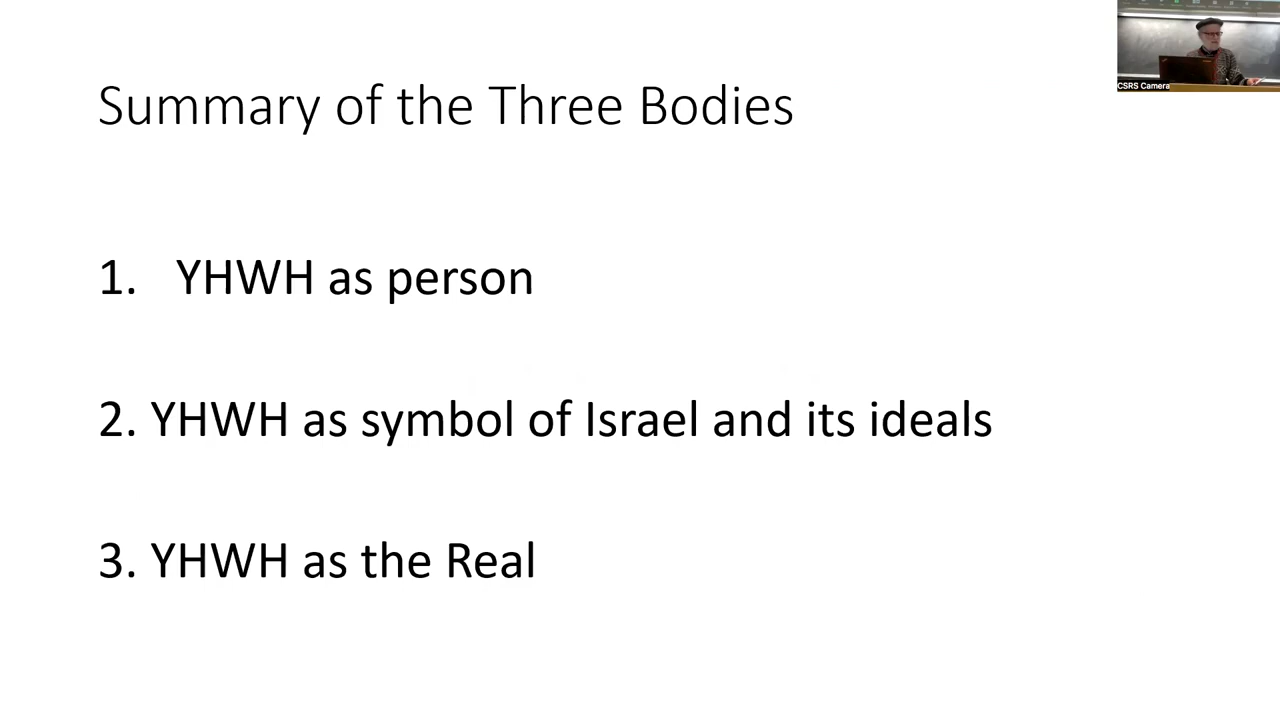 Summary of the Three Bodies
1. YHWH as person
2. YHWH as symbol of Israel and its ideals
3. YHWH as the Real
CSRS Camera